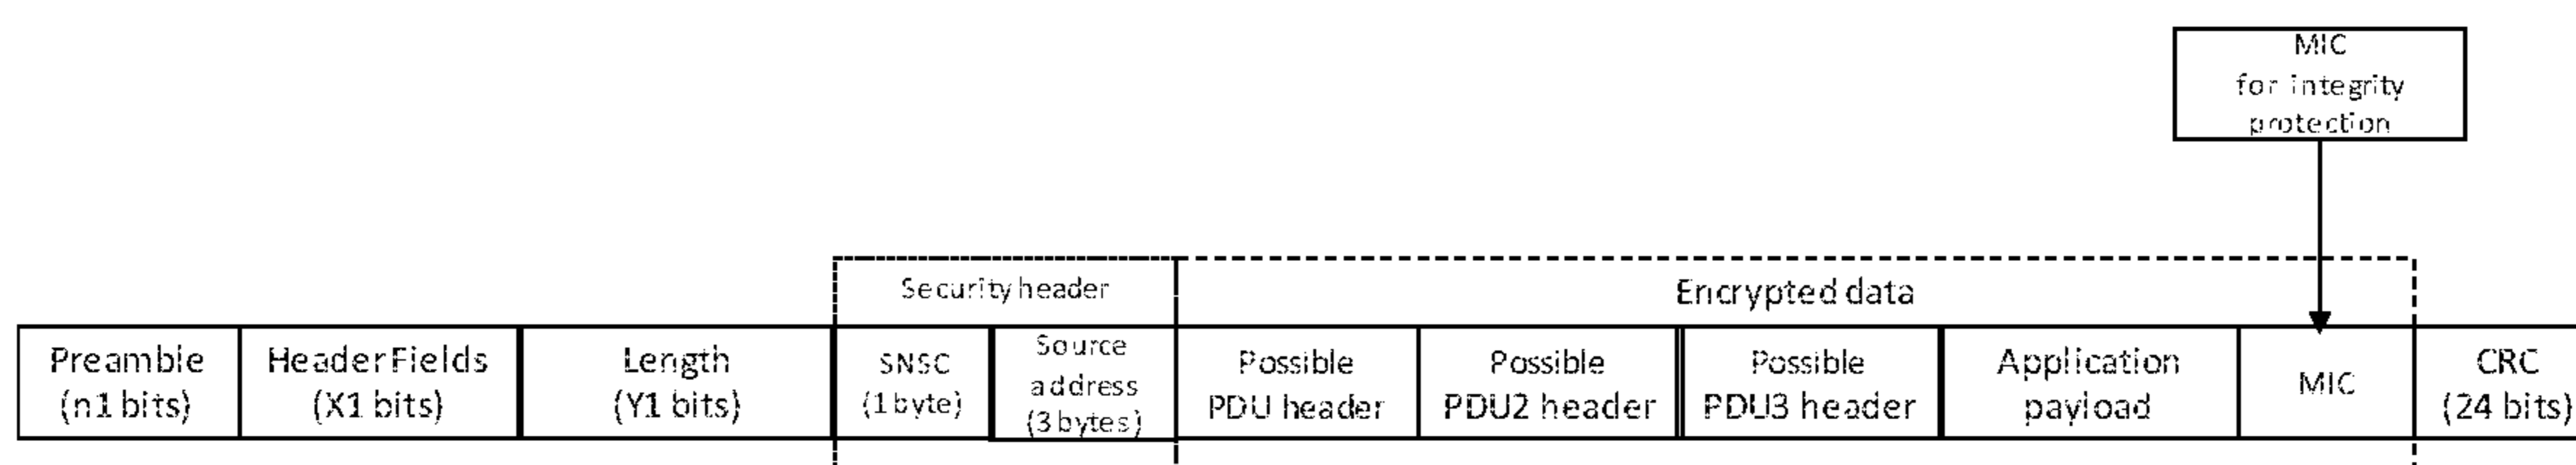 MIC
for integrity
protection
Security header
Encrypted data
Preamble
(n1 bits)
Header Fields
(X1 bits)
Length
(Y1 bits)
SNSC
(1 byte)
Source
address
(3 bytes)
Possible
PDU header
Possible
PDU2 header
Possible
PDU3 header
Application
payload
MIC
CRC
(24 bits)